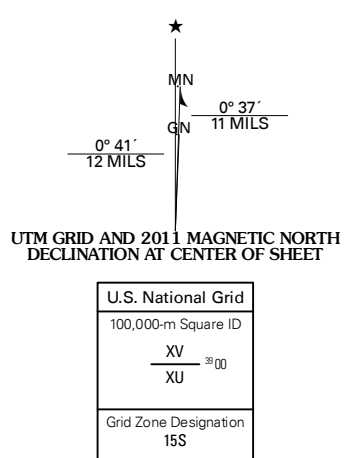 ★
MN
0° 37´
11 MILS
GN
0° 41´
12 MILS
UTM GRID AND 2011 MAGNETIC NORTH
DECLINATION AT CENTER OF SHEET
U.S. National Grid
100,000-m Square ID
XV
³⁹00
XU
Grid Zone Designation
15S